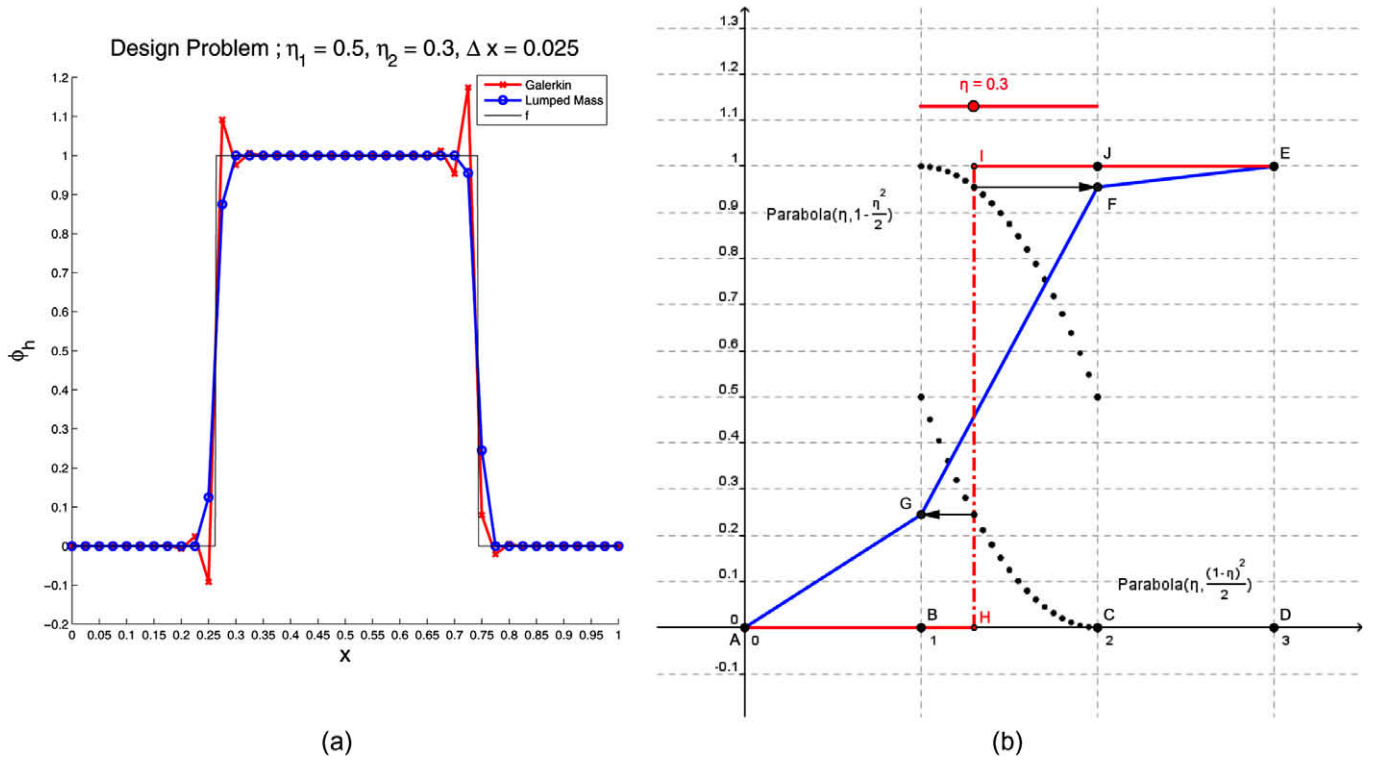 Design Problem ; η₁ = 0.5, η₂ = 0.3, Δ x = 0.025
Galerkin
Lumped Mass
f
1.2
1.1
1
0.9
0.8
0.7
0.6
0.5
0.4
0.3
0.2
0.1
0
−0.1
−0.2
ϕh
0 0.05 0.1 0.15 0.2 0.25 0.3 0.35 0.4 0.45 0.5 0.55 0.6 0.65 0.7 0.75 0.8 0.85 0.9 0.95 1
x
(a)
1.3
1.2
1.1
1
0.9
0.8
0.7
0.6
0.5
0.4
0.3
0.2
0.1
0
-0.1
η = 0.3
I J E
F
Parabola(η,1-η²/2)
G
Parabola(η,(1-η)²/2)
A B H C D
0 1 2 3
(b)